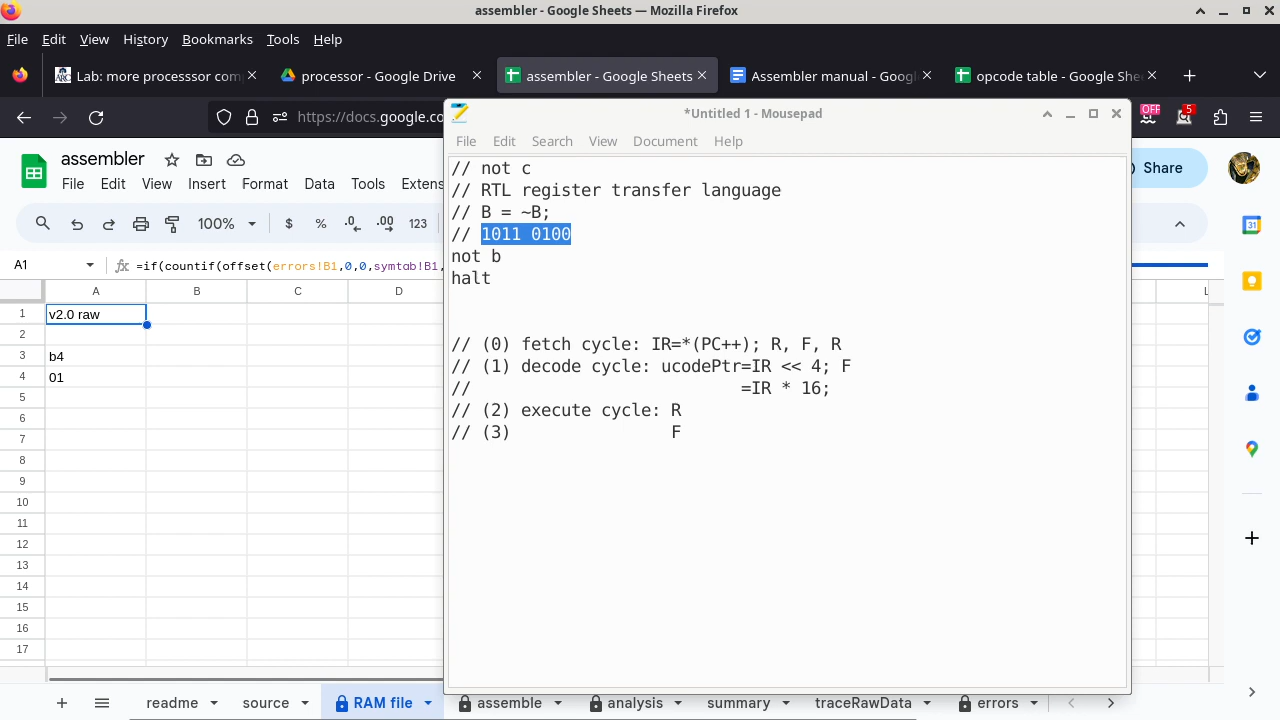 assembler - Google Sheets — Mozilla Firefox
File Edit View History Bookmarks Tools Help
Lab: more processsor com
processor - Google Drive
assembler - Google Sheets
Assembler manual - Googl
opcode table - Google She
https://docs.google.co
OFF
5
*Untitled 1 - Mousepad
File Edit Search View Document Help
assembler
File Edit View Insert Format Data Tools Extens
Share
100% $ % .0 .00 123
A1
=if(countif(offset(errors!B1,0,0,symtab!B1,
A B C D L
1 v2.0 raw
2
3 b4
4 01
5
6
7
8
9
10
11
12
13
14
15
16
17
// not c
// RTL register transfer language
// B = ~B;
// 1011 0100
not b
halt
// (0) fetch cycle: IR=*(PC++); R, F, R
// (1) decode cycle: ucodePtr=IR << 4; F
// =IR * 16;
// (2) execute cycle: R
// (3) F
31
readme source RAM file assemble analysis summary traceRawData errors